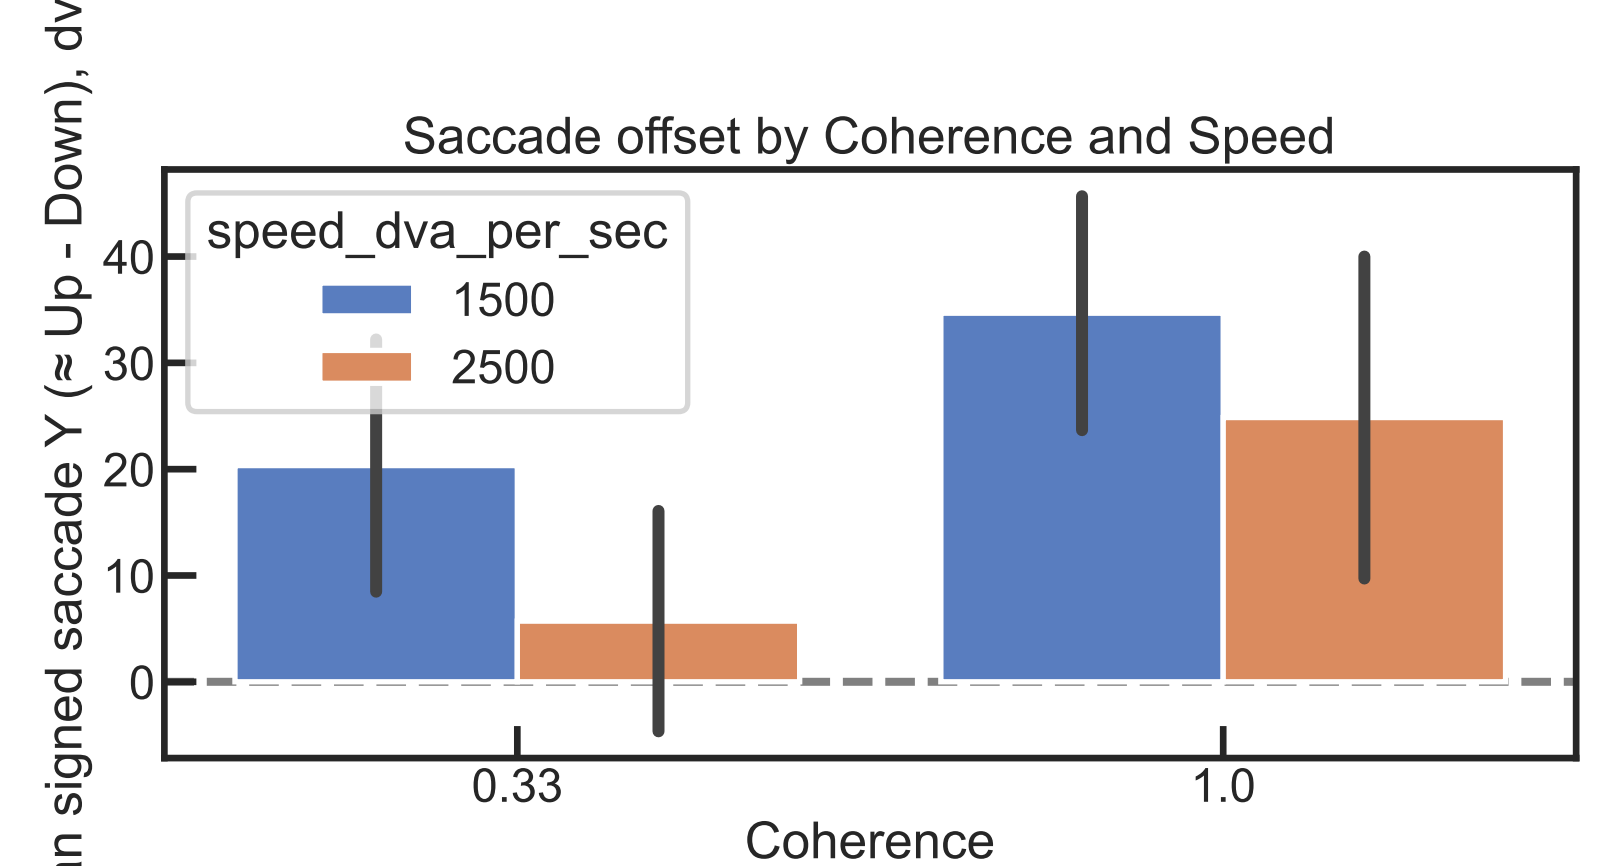 Saccade offset by Coherence and Speed
signed saccade Y (≈ Up - Down),
speed_dva_per_sec
1500
2500
40
30
20
10
0
0.33
1.0
Coherence